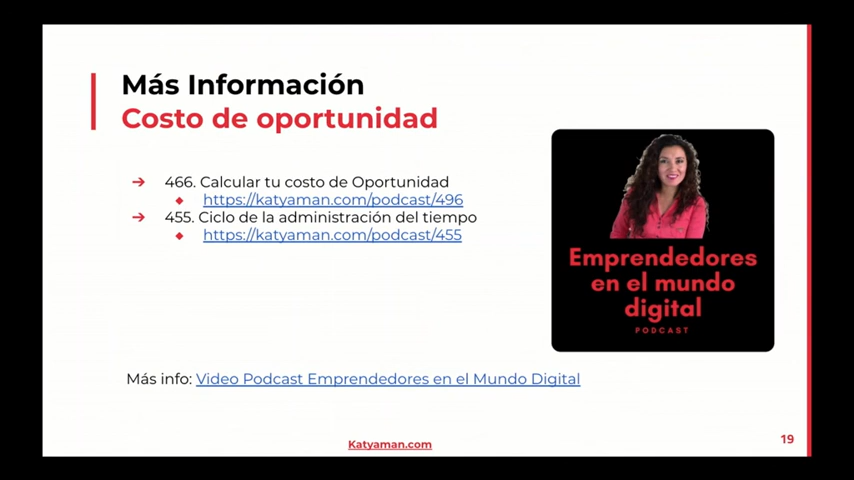 Más Información
Costo de oportunidad
466. Calcular tu costo de Oportunidad
https://katyaman.com/podcast/496
455. Ciclo de la administración del tiempo
https://katyaman.com/podcast/455
Emprendedores
en el mundo
digital
PODCAST
Más info: Video Podcast Emprendedores en el Mundo Digital
Katyaman.com
19